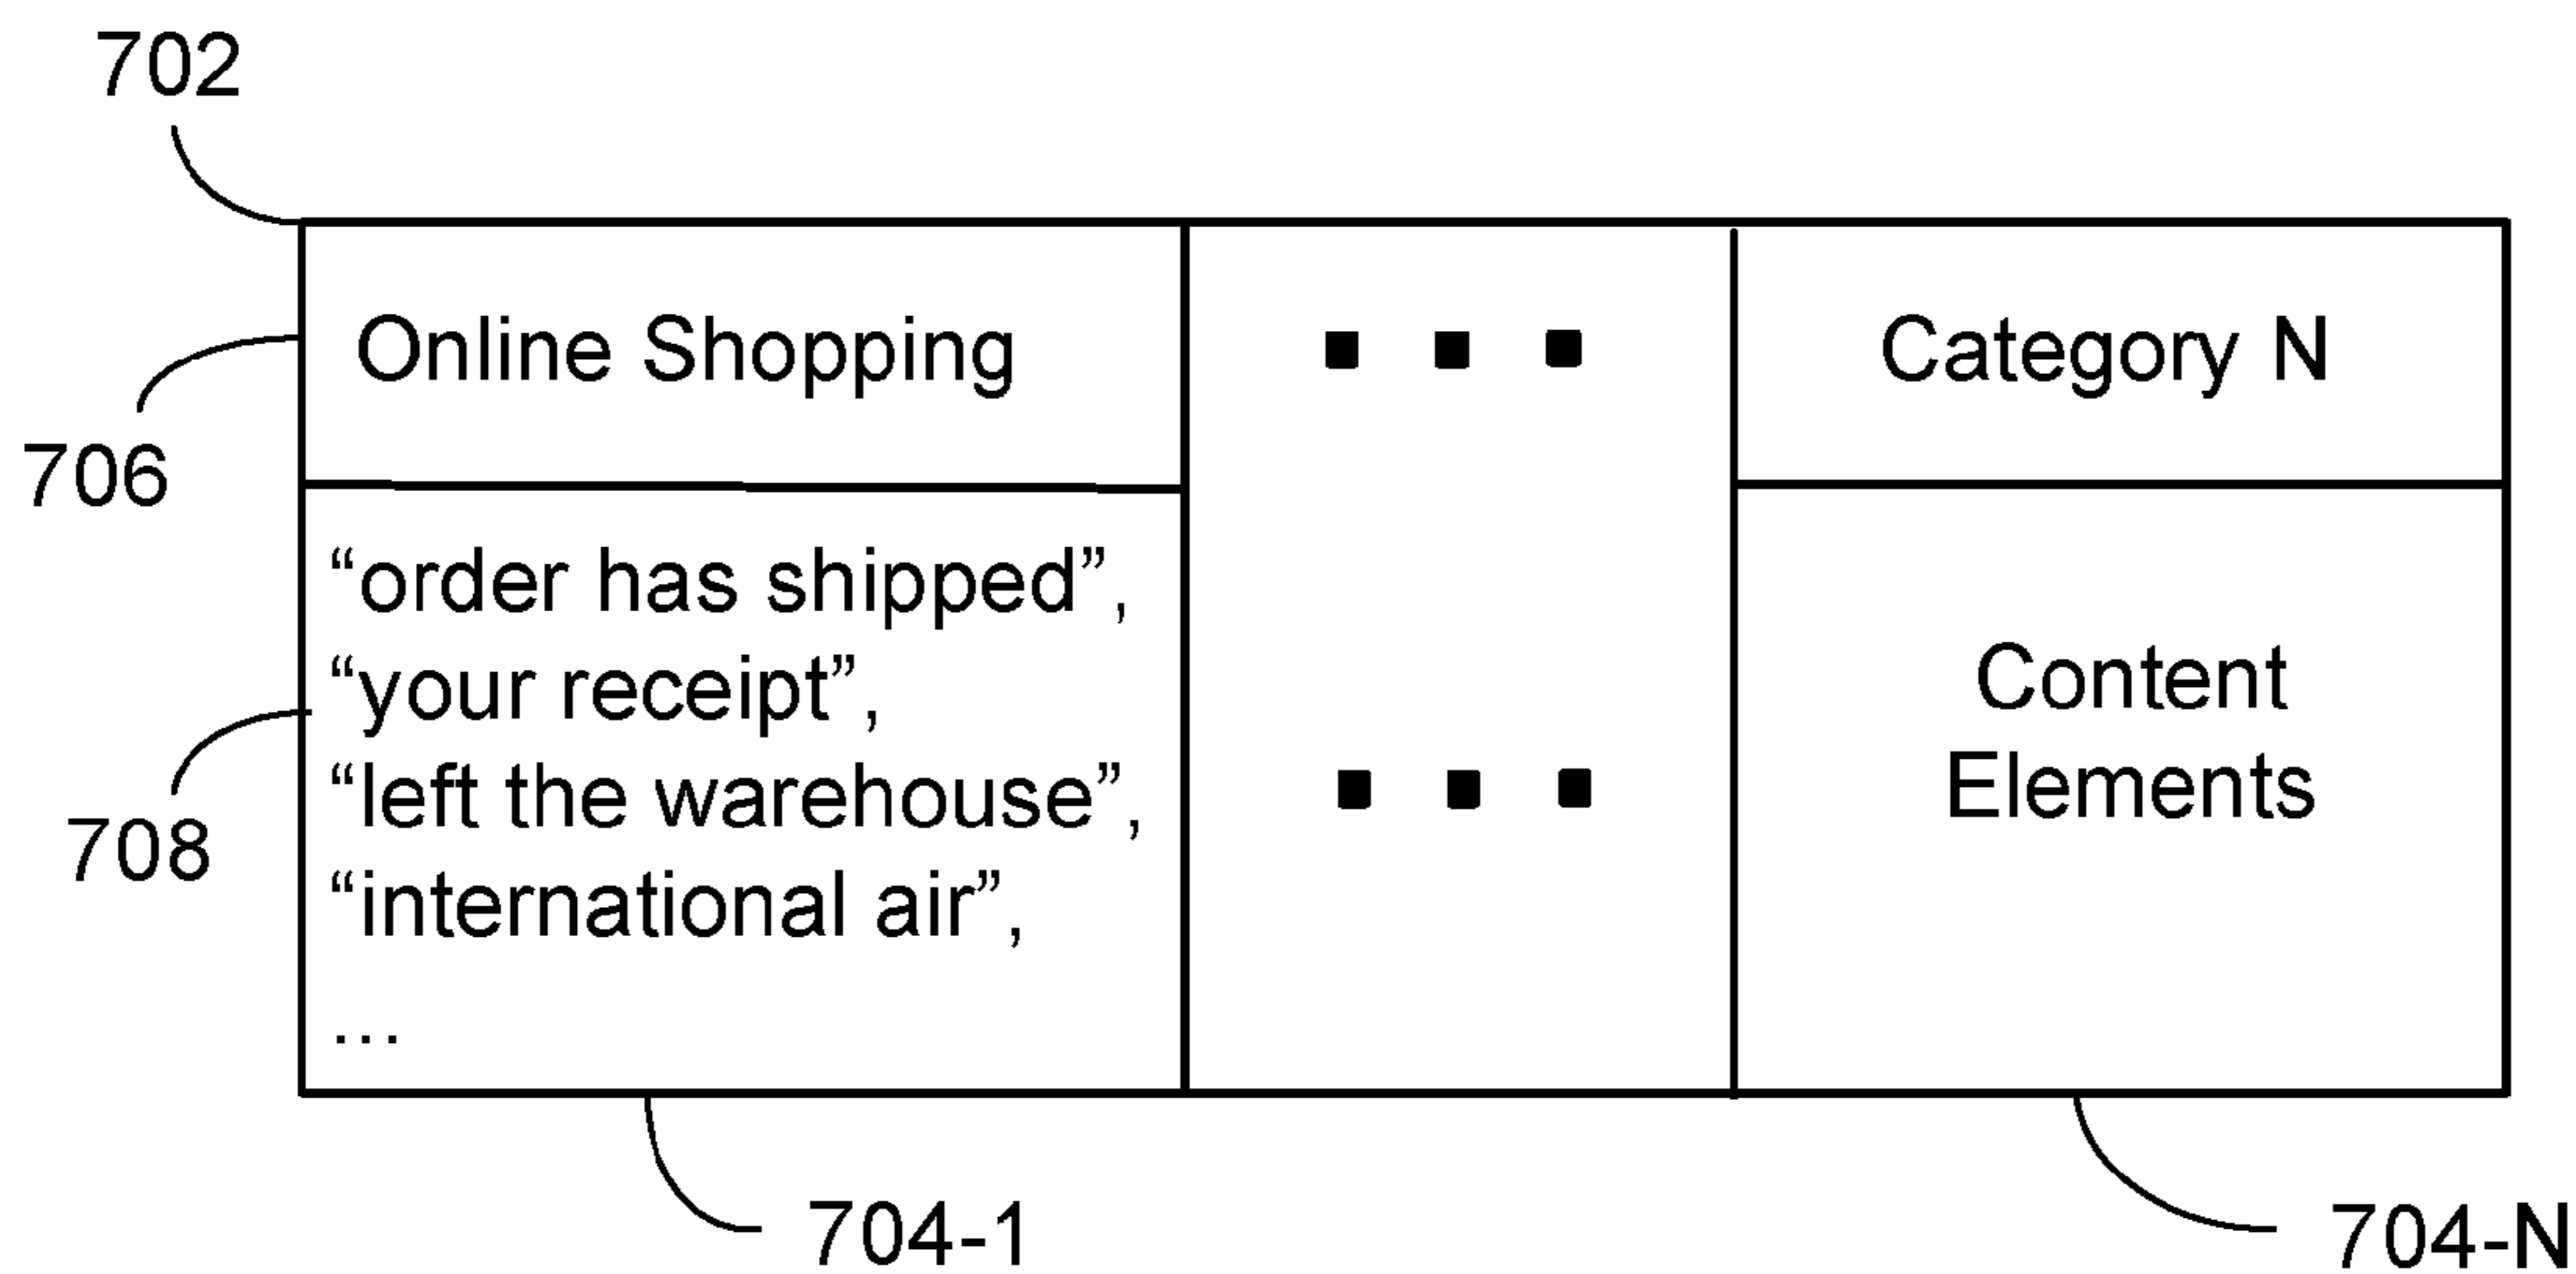 702
Online Shopping
▪ ▪ ▪
Category N
706
“order has shipped”,
“your receipt”,
“left the warehouse”,
“international air”,
...
▪ ▪ ▪
Content
Elements
708
704-1
704-N